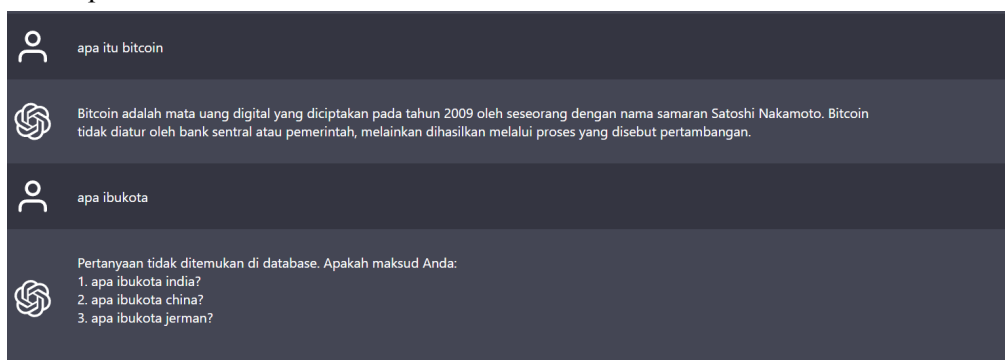 apa itu bitcoin
Bitcoin adalah mata uang digital yang diciptakan pada tahun 2009 oleh seseorang dengan nama samaran Satoshi Nakamoto. Bitcoin
tidak diatur oleh bank sentral atau pemerintah, melainkan dihasilkan melalui proses yang disebut pertambangan.
apa ibukota
Pertanyaan tidak ditemukan di database. Apakah maksud Anda:
1. apa ibukota india?
2. apa ibukota china?
3. apa ibukota jerman?